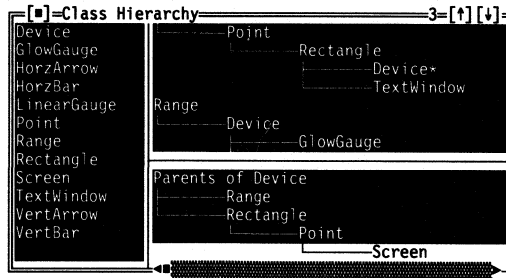 [■]=Class Hierarchy 3=[↑][↓]
Device
GlowGauge
HorzArrow
HorzBar
LinearGauge
Point
Range
Rectangle
Screen
TextWindow
VertArrow
VertBar
Point
Rectangle
Device*
TextWindow
Range
Device
GlowGauge
Parents of Device
Range
Rectangle
Point
Screen